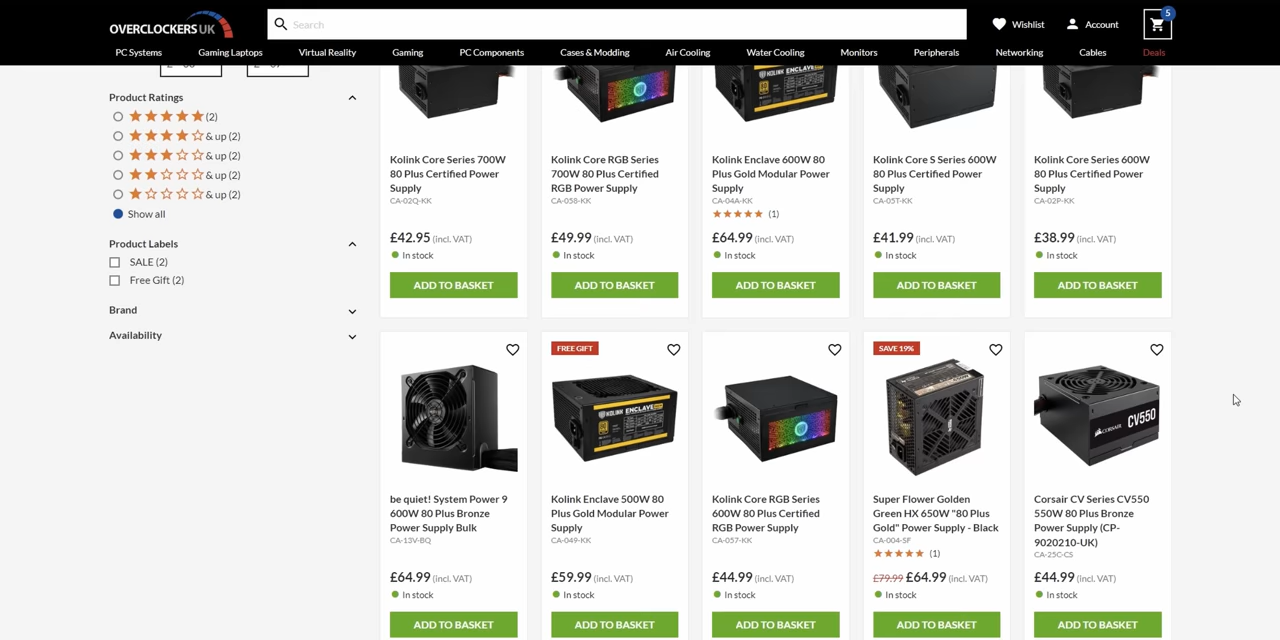 OVERCLOCKERS UK
Search
Wishlist
Account
5
PC Systems
Gaming Laptops
Virtual Reality
Gaming
PC Components
Cases & Modding
Air Cooling
Water Cooling
Monitors
Peripherals
Networking
Cables
Deals
Product Ratings
(2)
& up (2)
& up (2)
& up (2)
& up (2)
Show all
Product Labels
SALE (2)
Free Gift (2)
Brand
Availability
KOLINK
ENCLAVE
Kolink Core Series 700W
80 Plus Certified Power
Supply
CA-02Q-KK
£42.95 (incl. VAT)
In stock
ADD TO BASKET
Kolink Core RGB Series
700W 80 Plus Certified
RGB Power Supply
CA-058-KK
£49.99 (incl. VAT)
In stock
ADD TO BASKET
Kolink Enclave 600W 80
Plus Gold Modular Power
Supply
CA-04A-KK
(1)
£64.99 (incl. VAT)
In stock
ADD TO BASKET
Kolink Core S Series 600W
80 Plus Certified Power
Supply
CA-05T-KK
£41.99 (incl. VAT)
In stock
ADD TO BASKET
Kolink Core Series 600W
80 Plus Certified Power
Supply
CA-02P-KK
£38.99 (incl. VAT)
In stock
ADD TO BASKET
be quiet! System Power 9
600W 80 Plus Bronze
Power Supply Bulk
CA-13V-BQ
£64.99 (incl. VAT)
In stock
ADD TO BASKET
FREE GIFT
KOLINK ENCLAVE
Kolink Enclave 500W 80
Plus Gold Modular Power
Supply
CA-049-KK
£59.99 (incl. VAT)
In stock
ADD TO BASKET
Kolink Core RGB Series
600W 80 Plus Certified
RGB Power Supply
CA-057-KK
£44.99 (incl. VAT)
In stock
ADD TO BASKET
SAVE 19%
Super Flower Golden
Green HX 650W "80 Plus
Gold" Power Supply - Black
CA-004-SF
(1)
£79.99 £64.99 (incl. VAT)
In stock
ADD TO BASKET
CORSAIR CV550
Corsair CV Series CV550
550W 80 Plus Bronze
Power Supply (CP-
9020210-UK)
CA-25C-CS
£44.99 (incl. VAT)
In stock
ADD TO BASKET